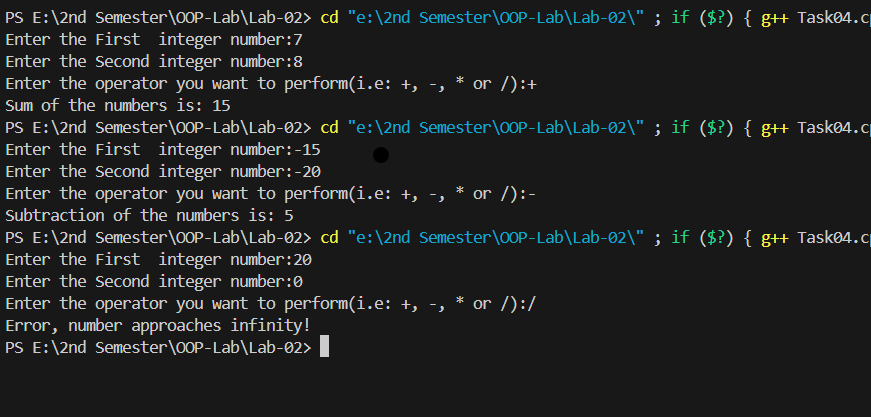 PS E:\2nd Semester\OOP-Lab\Lab-02> cd "e:\2nd Semester\OOP-Lab\Lab-02\" ; if ($?) { g++ Task04.cp
Enter the First  integer number:7
Enter the Second integer number:8
Enter the operator you want to perform(i.e: +, -, * or /):+
Sum of the numbers is: 15
PS E:\2nd Semester\OOP-Lab\Lab-02> cd "e:\2nd Semester\OOP-Lab\Lab-02\" ; if ($?) { g++ Task04.cp
Enter the First  integer number:-15
Enter the Second integer number:-20
Enter the operator you want to perform(i.e: +, -, * or /):-
Subtraction of the numbers is: 5
PS E:\2nd Semester\OOP-Lab\Lab-02> cd "e:\2nd Semester\OOP-Lab\Lab-02\" ; if ($?) { g++ Task04.cp
Enter the First  integer number:20
Enter the Second integer number:0
Enter the operator you want to perform(i.e: +, -, * or /):/
Error, number approaches infinity!
PS E:\2nd Semester\OOP-Lab\Lab-02>